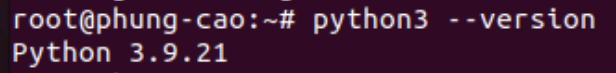 root@phung-cao:~# python3 --version
Python 3.9.21